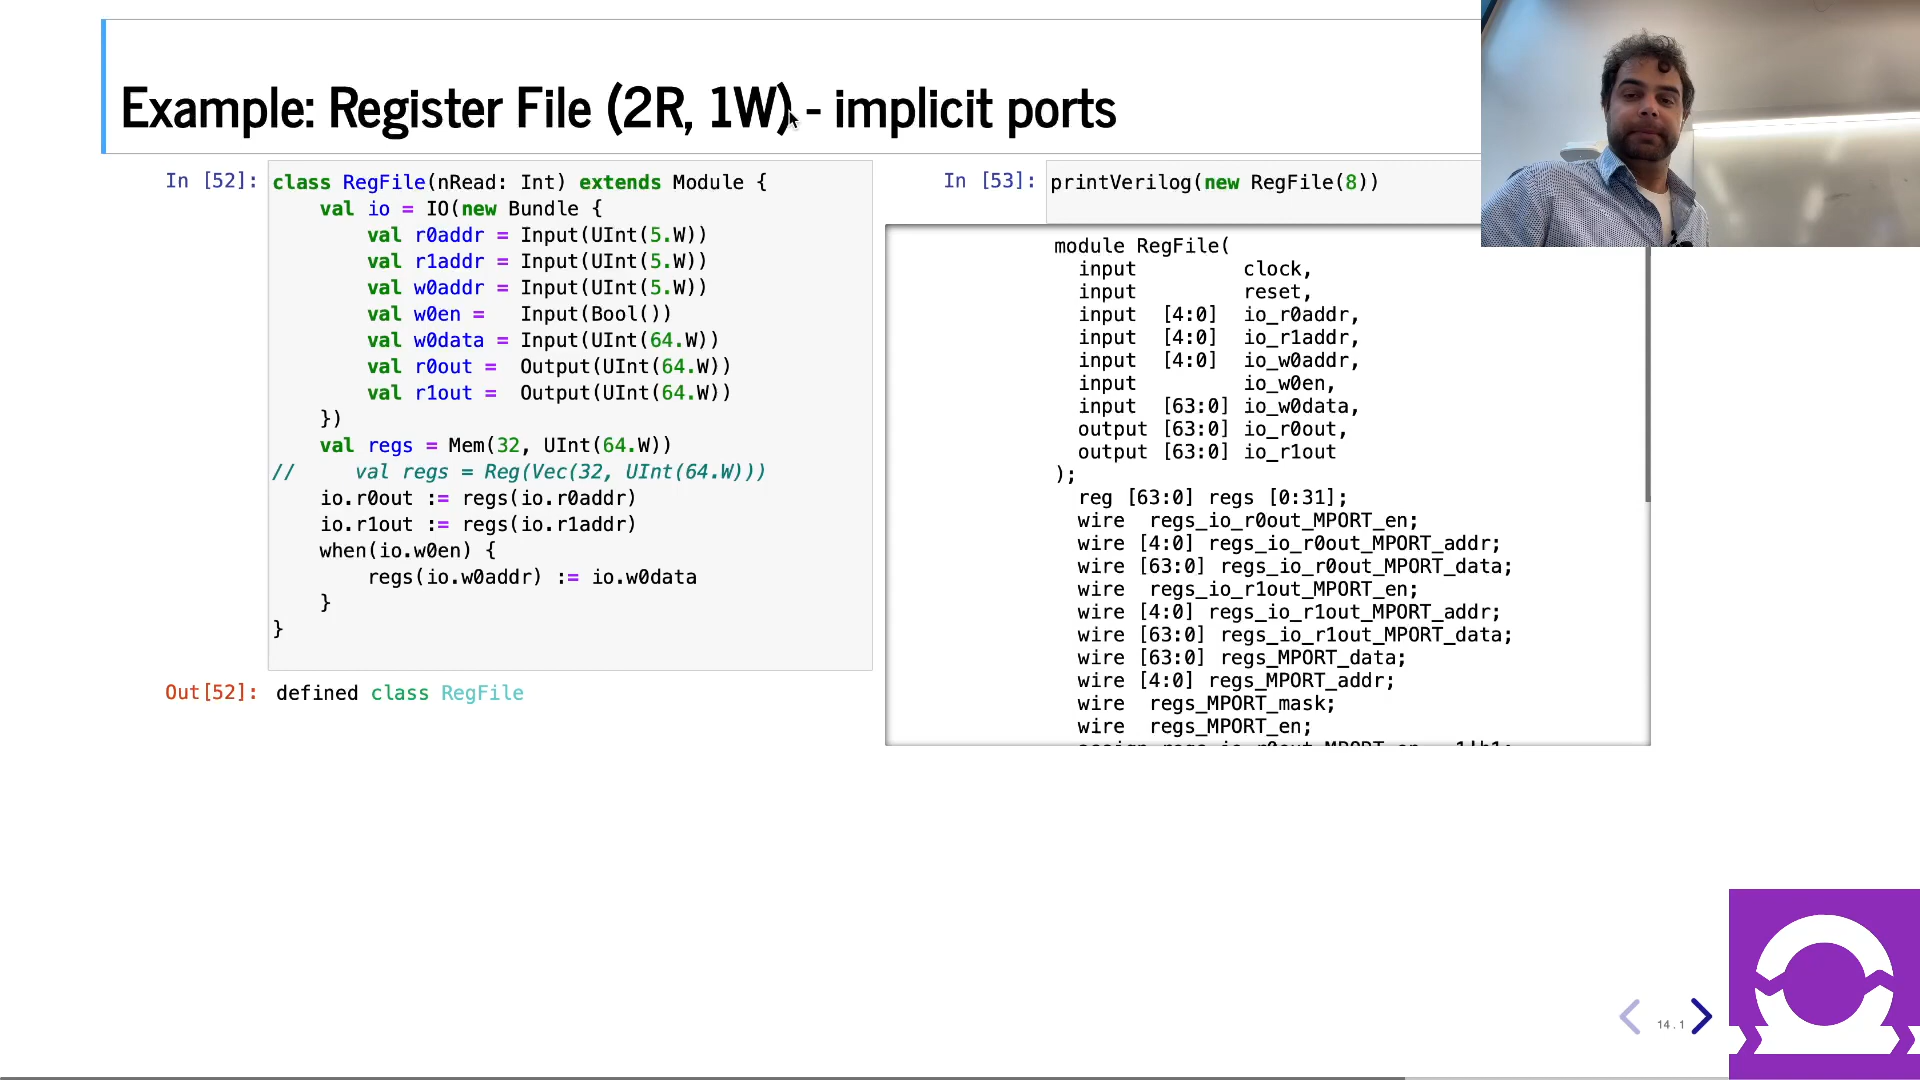 Example: Register File (2R, 1W) - implicit ports
In [52]:
class RegFile(nRead: Int) extends Module {
    val io = IO(new Bundle {
        val r0addr = Input(UInt(5.W))
        val r1addr = Input(UInt(5.W))
        val w0addr = Input(UInt(5.W))
        val w0en =   Input(Bool())
        val w0data = Input(UInt(64.W))
        val r0out =  Output(UInt(64.W))
        val r1out =  Output(UInt(64.W))
    })
    val regs = Mem(32, UInt(64.W))
//     val regs = Reg(Vec(32, UInt(64.W)))
    io.r0out := regs(io.r0addr)
    io.r1out := regs(io.r1addr)
    when(io.w0en) {
        regs(io.w0addr) := io.w0data
    }
}
Out[52]: defined class RegFile
In [53]: printVerilog(new RegFile(8))
module RegFile(
  input         clock,
  input         reset,
  input  [4:0]  io_r0addr,
  input  [4:0]  io_r1addr,
  input  [4:0]  io_w0addr,
  input         io_w0en,
  input  [63:0] io_w0data,
  output [63:0] io_r0out,
  output [63:0] io_r1out
);
  reg [63:0] regs [0:31];
  wire  regs_io_r0out_MPORT_en;
  wire [4:0] regs_io_r0out_MPORT_addr;
  wire [63:0] regs_io_r0out_MPORT_data;
  wire  regs_io_r1out_MPORT_en;
  wire [4:0] regs_io_r1out_MPORT_addr;
  wire [63:0] regs_io_r1out_MPORT_data;
  wire [63:0] regs_MPORT_data;
  wire [4:0] regs_MPORT_addr;
  wire  regs_MPORT_mask;
  wire  regs_MPORT_en;
14.1